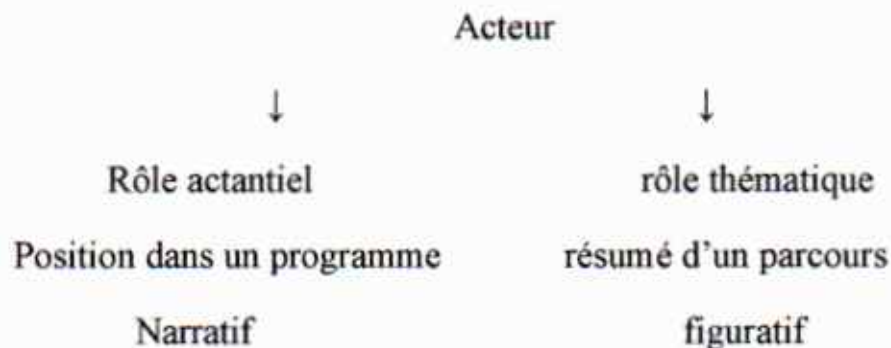 Acteur
↓ ↓
Rôle actantiel rôle thématique
Position dans un programme résumé d'un parcours
Narratif figuratif